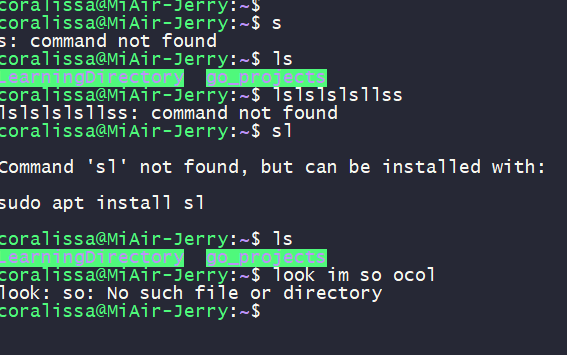 coralissa@MiAir-Jerry:~$
coralissa@MiAir-Jerry:~$ s
s: command not found
coralissa@MiAir-Jerry:~$ ls
LearningDirectory  go_projects
coralissa@MiAir-Jerry:~$ lslslslsllss
lslslslsllss: command not found
coralissa@MiAir-Jerry:~$ sl
Command 'sl' not found, but can be installed with:
sudo apt install sl
coralissa@MiAir-Jerry:~$ ls
LearningDirectory  go_projects
coralissa@MiAir-Jerry:~$ look im so ocol
look: so: No such file or directory
coralissa@MiAir-Jerry:~$